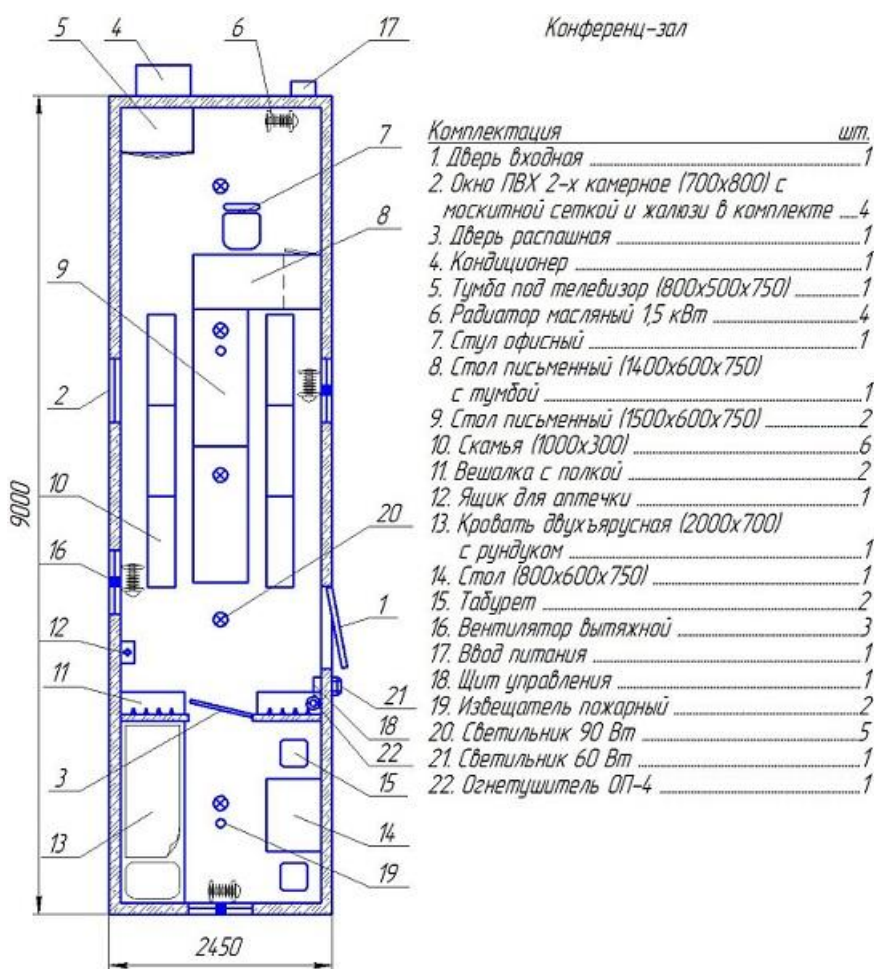 Конференц-зал
5 4 6 17
7
8
9
2
10
9000
16
20
1
12
11
21
18
22
3
15
13
14
19
2450
Комплектация шт.
1. Дверь входная 1
2. Окно ПВХ 2-х камерное (700х800) с
москитной сеткой и жалюзи в комплекте 4
3. Дверь распашная 1
4. Кондиционер 1
5. Тумба под телевизор (800х500х750) 1
6. Радиатор масляный 1,5 кВт 4
7. Стул офисный 1
8. Стол письменный (1400х600х750)
с тумбой 1
9. Стол письменный (1500х600х750) 2
10. Скамья (1000х300) 6
11. Вешалка с полкой 2
12. Ящик для аптечки 1
13. Кровать двухъярусная (2000х700)
с рундуком 1
14. Стол (800х600х750) 1
15. Табурет 2
16. Вентилятор вытяжной 3
17. Ввод питания 1
18. Щит управления 1
19. Извещатель пожарный 2
20. Светильник 90 Вт 5
21. Светильник 60 Вт 1
22. Огнетушитель ОП-4 1